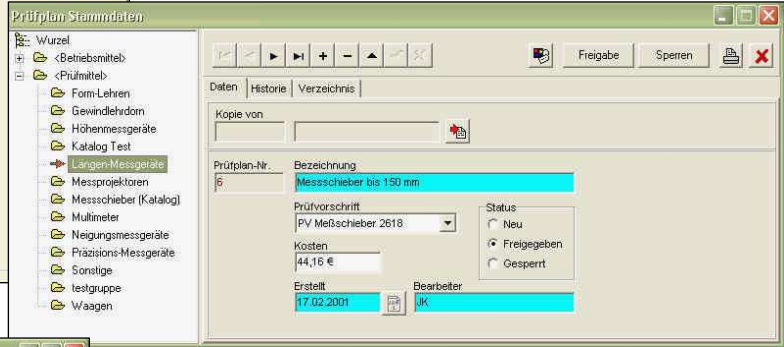 Prüfplan Stammdaten
Wurzel
<Betriebsmittel>
<Prüfmittel>
Form-Lehren
Gewindlehrdorn
Höhenmessgeräte
Katalog Test
Längen-Messgeräte
Messprojektoren
Messschieber (Katalog)
Multimeter
Neigungsmessgeräte
Präzisions-Messgeräte
Sonstige
testgruppe
Waagen
Freigabe Sperren
Daten Historie Verzeichnis
Kopie von
Prüfplan-Nr. Bezeichnung
6 Messschieber bis 150 mm
Prüfvorschrift
PV Meßschieber 2618
Kosten
44,16 €
Status
Neu
Freigegeben
Gesperrt
Erstellt Bearbeiter
17.02.2001 JK